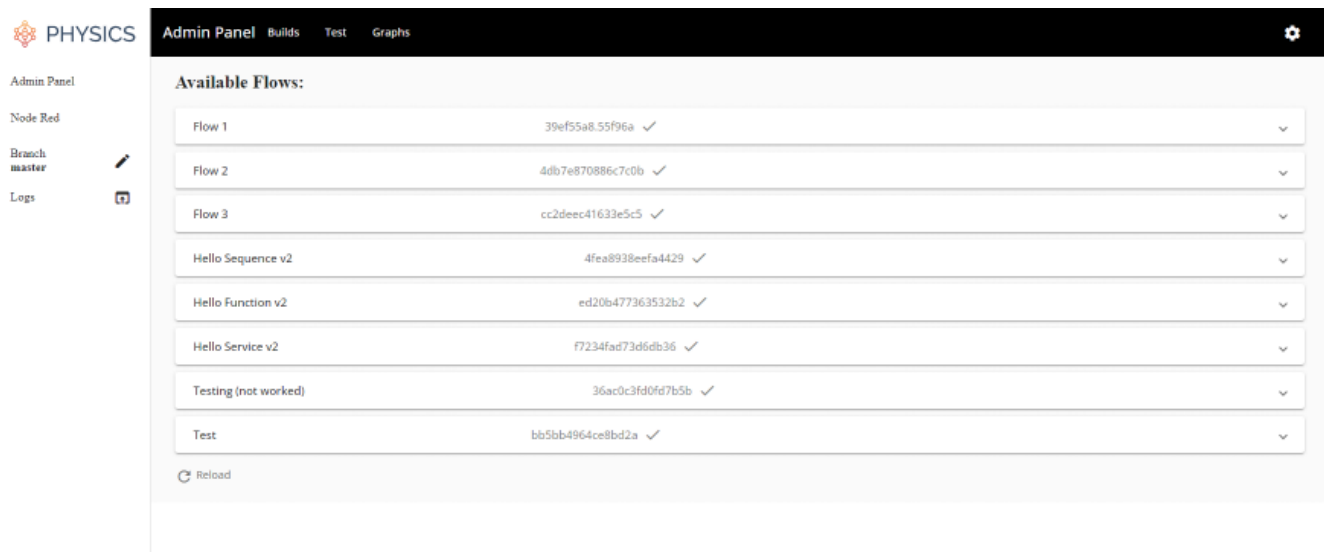 PHYSICS
Admin Panel Builds Test Graphs
Admin Panel
Node Red
Branch
master
Logs
Available Flows:
Flow 1 39ef55a8.55f96a
Flow 2 4db7e870886c7c0b
Flow 3 cc2deec41633e5c5
Hello Sequence v2 4fea8938eefa4429
Hello Function v2 ed20b477363532b2
Hello Service v2 f7234fad73d6db36
Testing (not worked) 36ac0c3fd0fd7b5b
Test bb5bb4964ce8bd2a
Reload